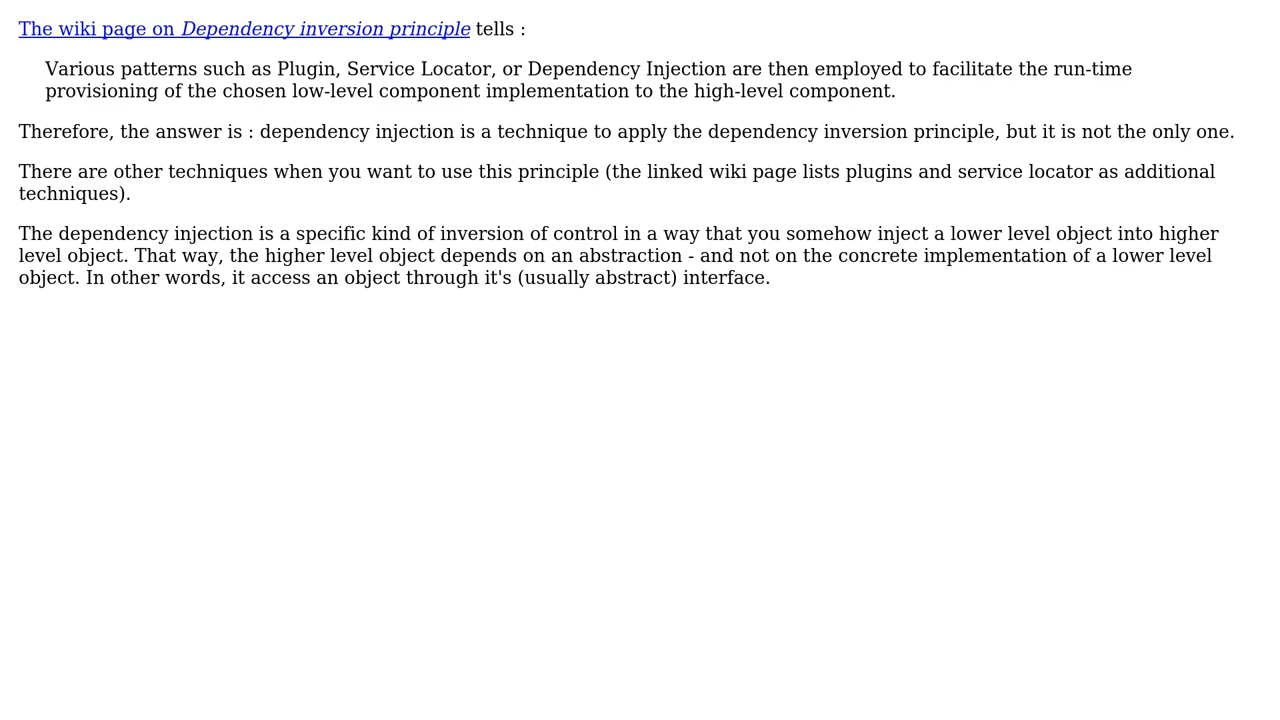 The wiki page on Dependency inversion principle tells :
Various patterns such as Plugin, Service Locator, or Dependency Injection are then employed to facilitate the run-time
provisioning of the chosen low-level component implementation to the high-level component.
Therefore, the answer is : dependency injection is a technique to apply the dependency inversion principle, but it is not the only one.
There are other techniques when you want to use this principle (the linked wiki page lists plugins and service locator as additional
techniques).
The dependency injection is a specific kind of inversion of control in a way that you somehow inject a lower level object into higher
level object. That way, the higher level object depends on an abstraction - and not on the concrete implementation of a lower level
object. In other words, it access an object through it's (usually abstract) interface.